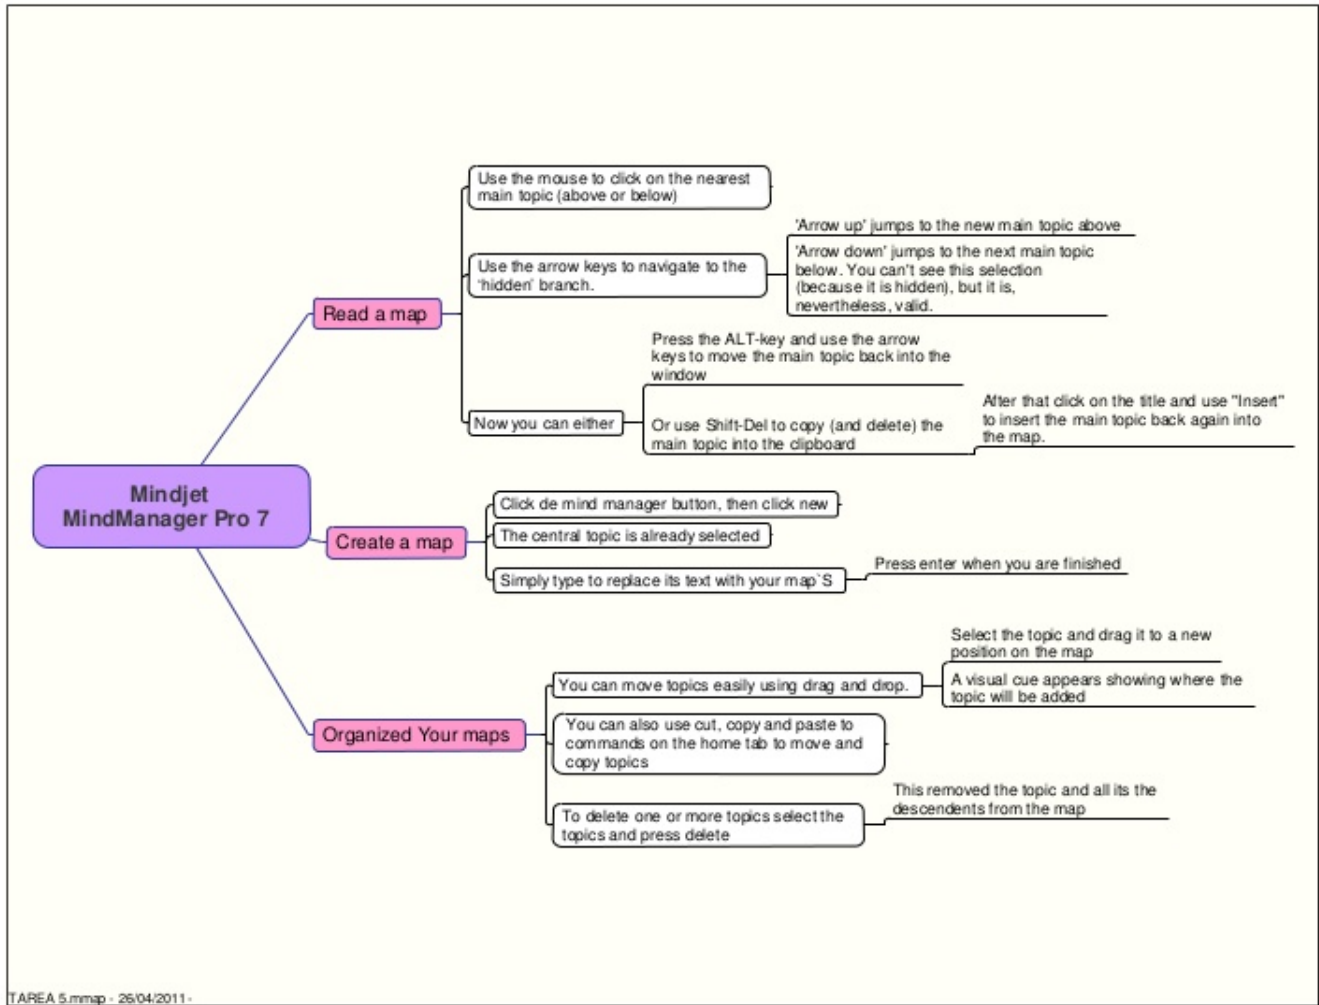 Use the mouse to click on the nearest
main topic (above or below)
'Arrow up' jumps to the new main topic above
Use the arrow keys to navigate to the
'hidden' branch.
'Arrow down' jumps to the next main topic
below. You can't see this selection
(because it is hidden), but it is,
nevertheless, valid.
Read a map
Press the ALT-key and use the arrow
keys to move the main topic back into the
window
Now you can either
Or use Shift-Del to copy (and delete) the
main topic into the clipboard
After that click on the title and use "Insert"
to insert the main topic back again into
the map.
Mindjet
MindManager Pro 7
Click de mind manager button, then click new
Create a map
The central topic is already selected
Simply type to replace its text with your map`S
Press enter when you are finished
Select the topic and drag it to a new
position on the map
You can move topics easily using drag and drop.
A visual cue appears showing where the
topic will be added
Organized Your maps
You can also use cut, copy and paste to
commands on the home tab to move and
copy topics
This removed the topic and all its the
descendents from the map
To delete one or more topics select the
topics and press delete
TAREA 5.mmap - 26/04/2011 -